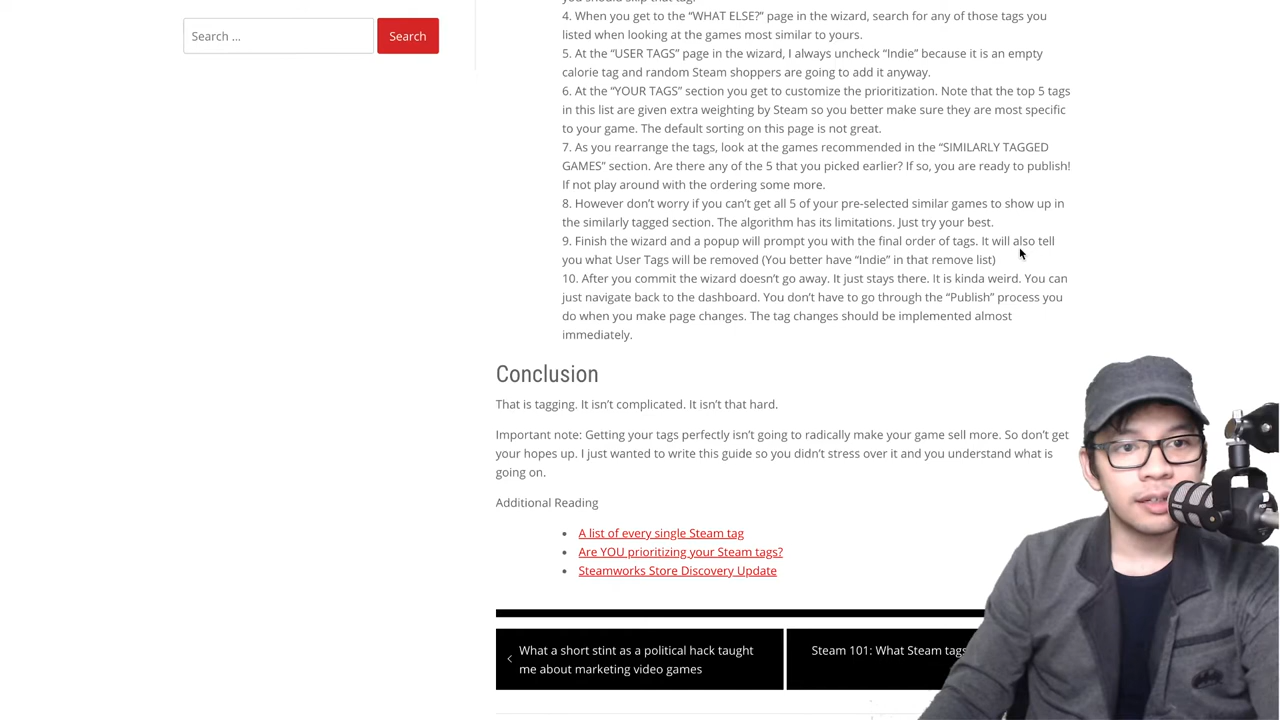 you should skip that tag.
Search ...
Search
4. When you get to the “WHAT ELSE?” page in the wizard, search for any of those tags you
listed when looking at the games most similar to yours.
5. At the “USER TAGS” page in the wizard, I always uncheck “Indie” because it is an empty
calorie tag and random Steam shoppers are going to add it anyway.
6. At the “YOUR TAGS” section you get to customize the prioritization. Note that the top 5 tags
in this list are given extra weighting by Steam so you better make sure they are most specific
to your game. The default sorting on this page is not great.
7. As you rearrange the tags, look at the games recommended in the “SIMILARLY TAGGED
GAMES” section. Are there any of the 5 that you picked earlier? If so, you are ready to publish!
If not play around with the ordering some more.
8. However don’t worry if you can’t get all 5 of your pre-selected similar games to show up in
the similarly tagged section. The algorithm has its limitations. Just try your best.
9. Finish the wizard and a popup will prompt you with the final order of tags. It will also tell
you what User Tags will be removed (You better have “Indie” in that remove list)
10. After you commit the wizard doesn’t go away. It just stays there. It is kinda weird. You can
just navigate back to the dashboard. You don’t have to go through the “Publish” process you
do when you make page changes. The tag changes should be implemented almost
immediately.
Conclusion
That is tagging. It isn’t complicated. It isn’t that hard.
Important note: Getting your tags perfectly isn’t going to radically make your game sell more. So don’t get
your hopes up. I just wanted to write this guide so you didn’t stress over it and you understand what is
going on.
Additional Reading
• A list of every single Steam tag
• Are YOU prioritizing your Steam tags?
• Steamworks Store Discovery Update
What a short stint as a political hack taught
me about marketing video games
Steam 101: What Steam tags